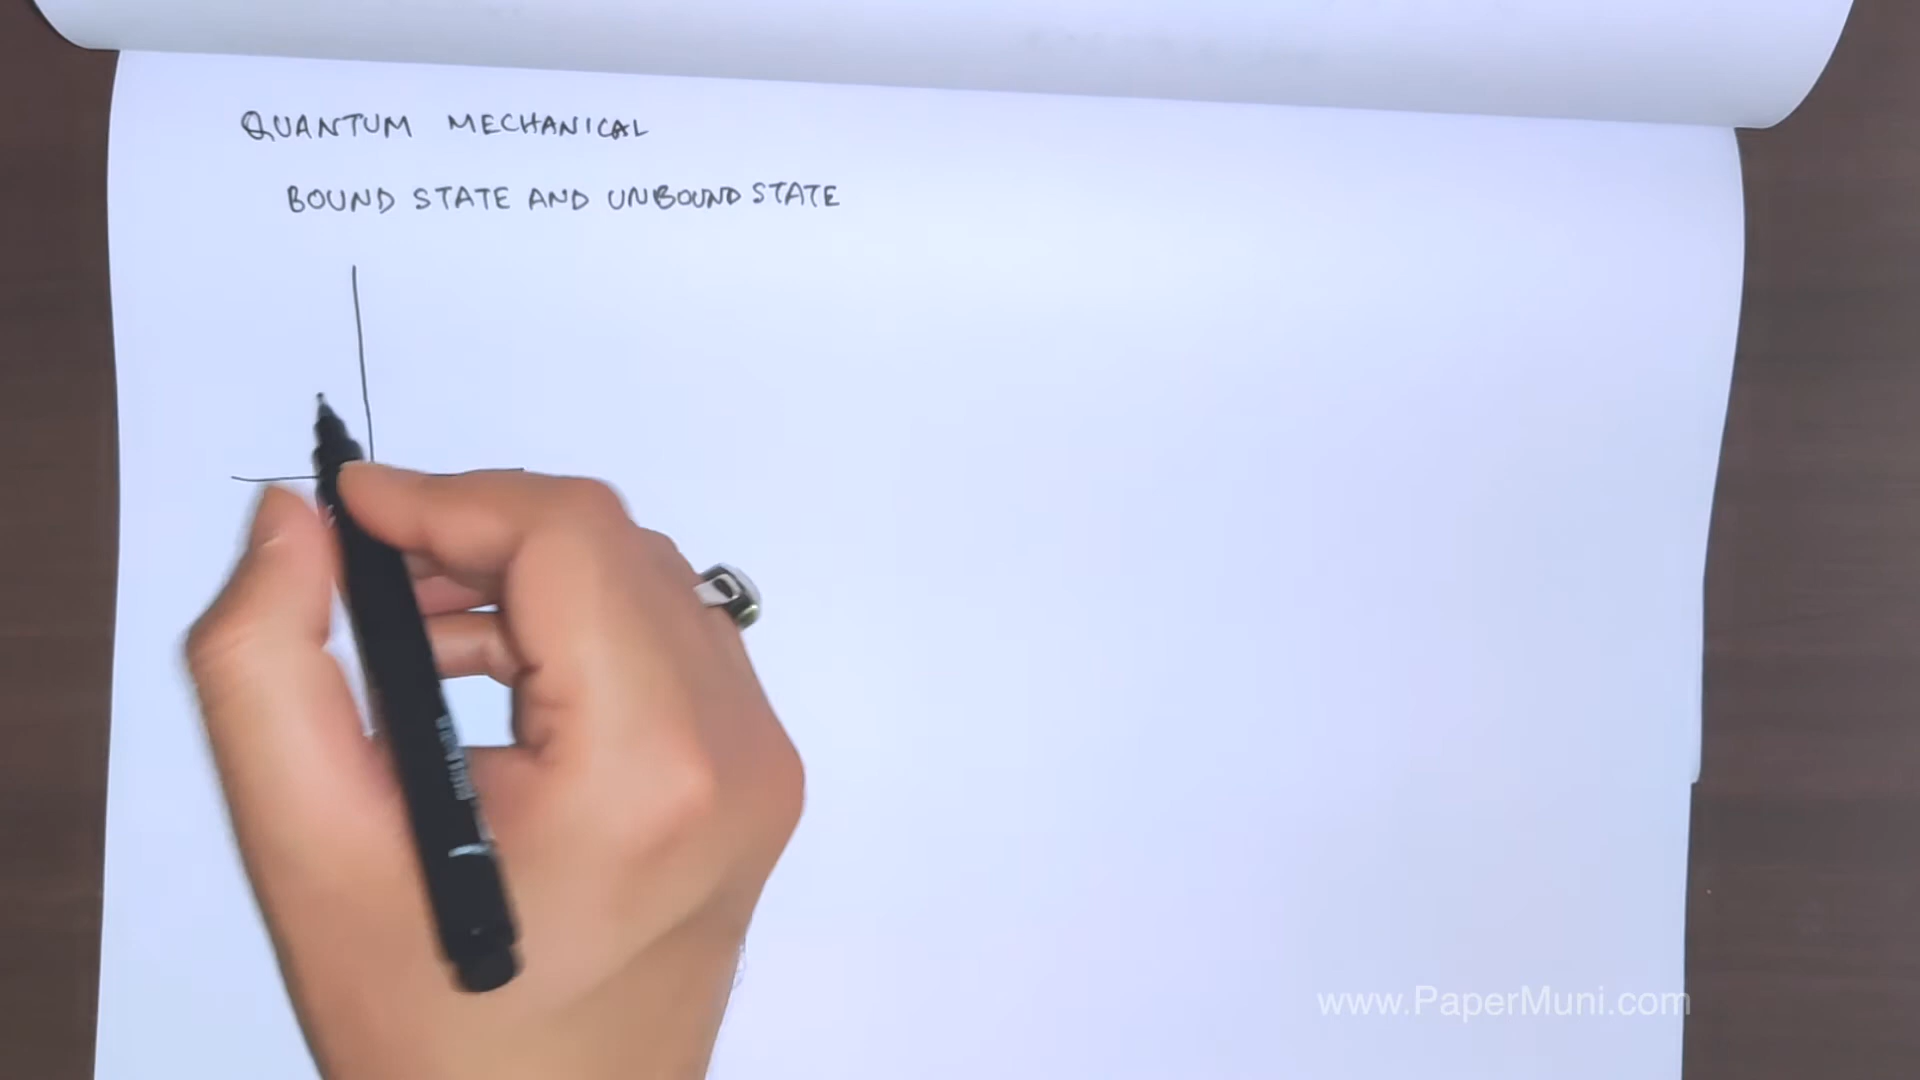 QUANTUM MECHANICAL
BOUND STATE AND UNBOUND STATE
www.PaperMuni.com